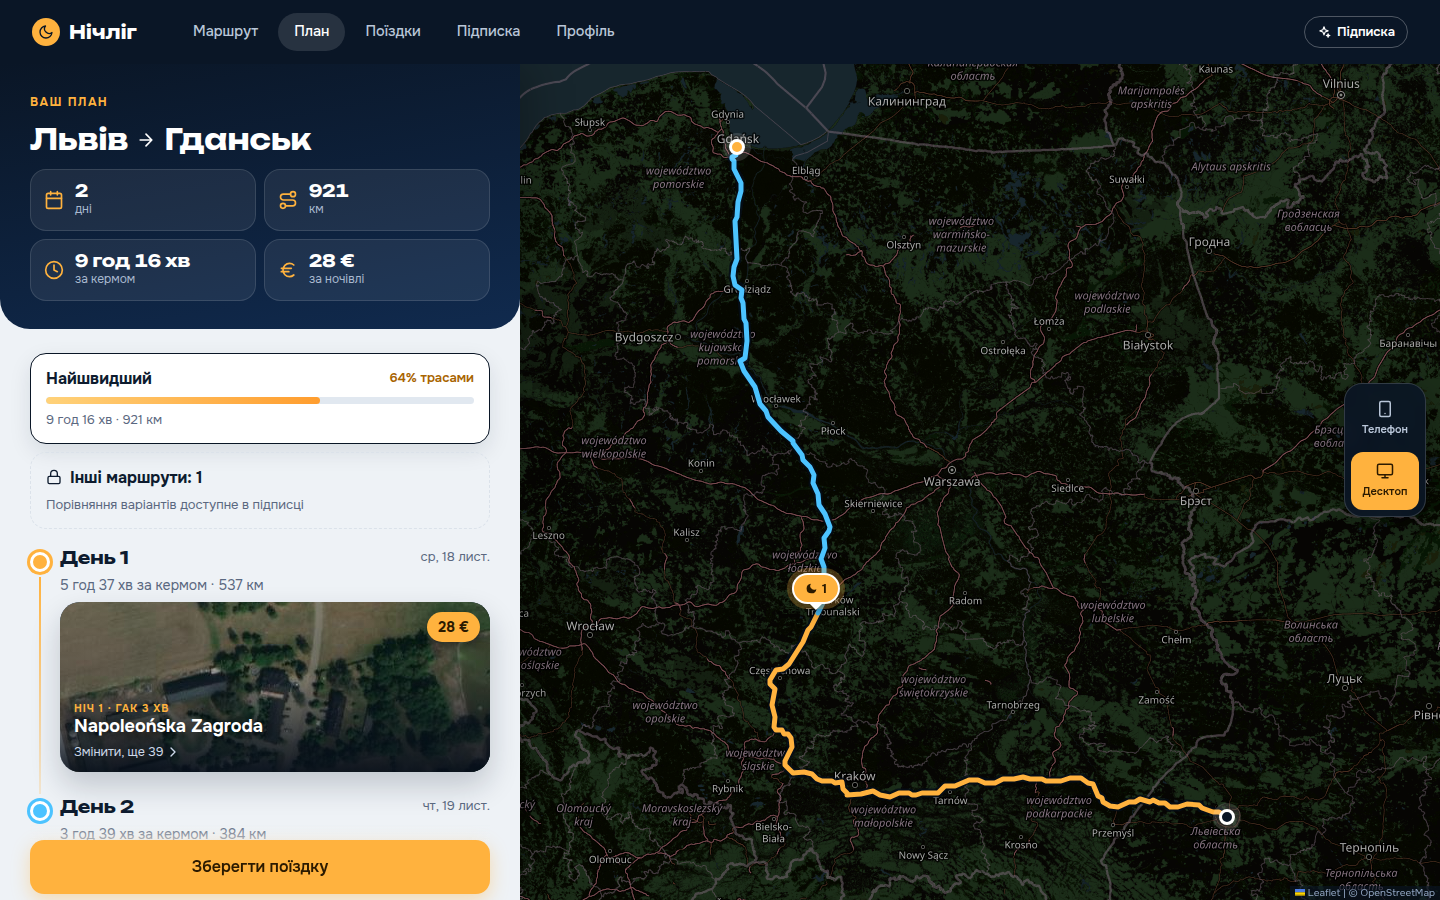 Нічліг
Маршрут
План
Поїздки
Підписка
Профіль
Підписка
ВАШ ПЛАН
Львів → Гданськ
2
дні
921
км
9 год 16 хв
за кермом
28 €
за ночівлі
Найшвидший
64% трасами
9 год 16 хв · 921 км
Інші маршрути: 1
Порівняння варіантів доступне в підписці
День 1
ср, 18 лист.
5 год 37 хв за кермом · 537 км
28 €
НІЧ 1 · ГАК 3 ХВ
Napoleońska Zagroda
Змінити, ще 39
День 2
чт, 19 лист.
3 год 39 хв за кермом · 384 км
Зберегти поїздку
область
Калининград
Kaunas
Vilnius
Marijampolės
apskritis
Gdynia
Słupsk
Gdańsk
Elbląg
województwo
pomorskie
Alytaus apskritis
Suwałki
Гродзенская
вобласць
województwo
warmińsko-
mazurskie
Olsztyn
Гродна
województwo
podlaskie
Łomża
Bydgoszcz
Ostrołęka
Białystok
Баранавічы
Płock
województwo
wielkopolskie
Konin
Warszawa
Siedlce
Skierniewice
Брэст
Leszno
Kalisz
Телефон
Десктоп
1
Radom
województwo
lubelskie
Wrocław
Chełm
Волинська
область
województwo
świętokrzyskie
Луцьк
województwo
opolskie
Tarnobrzeg
Zamość
Kraków
Rybnik
Tarnów
województwo
podkarpackie
Olomoucký
kraj
Moravskoslezský
kraj
województwo
małopolskie
Bielsko-
Biała
Przemyśl
Львівська
область
Krosno
Nowy Sącz
Olomouc
Тернопіль
Тернопільська
область
Leaflet | © OpenStreetMap